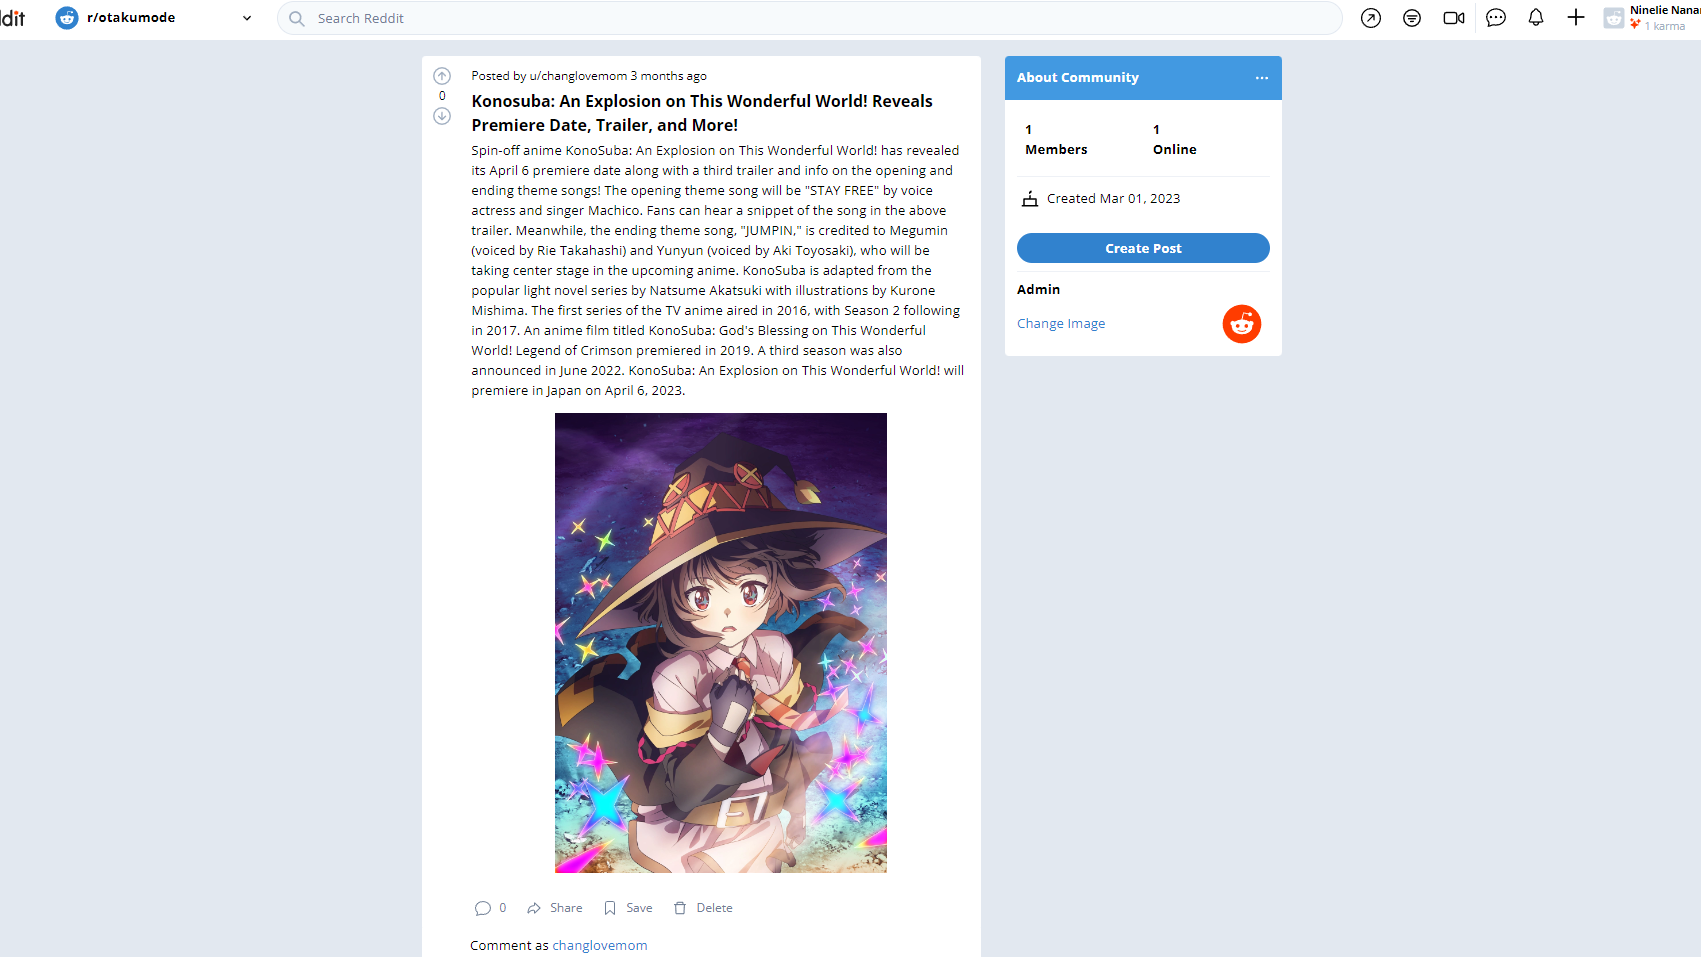 ddit
r/otakumode
Search Reddit
Ninelie Nanar
1 karma
Posted by u/changlovemom 3 months ago
0
Konosuba: An Explosion on This Wonderful World! Reveals
Premiere Date, Trailer, and More!
Spin-off anime KonoSuba: An Explosion on This Wonderful World! has revealed
its April 6 premiere date along with a third trailer and info on the opening and
ending theme songs! The opening theme song will be "STAY FREE" by voice
actress and singer Machico. Fans can hear a snippet of the song in the above
trailer. Meanwhile, the ending theme song, "JUMPIN," is credited to Megumin
(voiced by Rie Takahashi) and Yunyun (voiced by Aki Toyosaki), who will be
taking center stage in the upcoming anime. KonoSuba is adapted from the
popular light novel series by Natsume Akatsuki with illustrations by Kurone
Mishima. The first series of the TV anime aired in 2016, with Season 2 following
in 2017. An anime film titled KonoSuba: God's Blessing on This Wonderful
World! Legend of Crimson premiered in 2019. A third season was also
announced in June 2022. KonoSuba: An Explosion on This Wonderful World! will
premiere in Japan on April 6, 2023.
0 Share Save Delete
Comment as changlovemom
About Community
1 1
Members Online
Created Mar 01, 2023
Create Post
Admin
Change Image